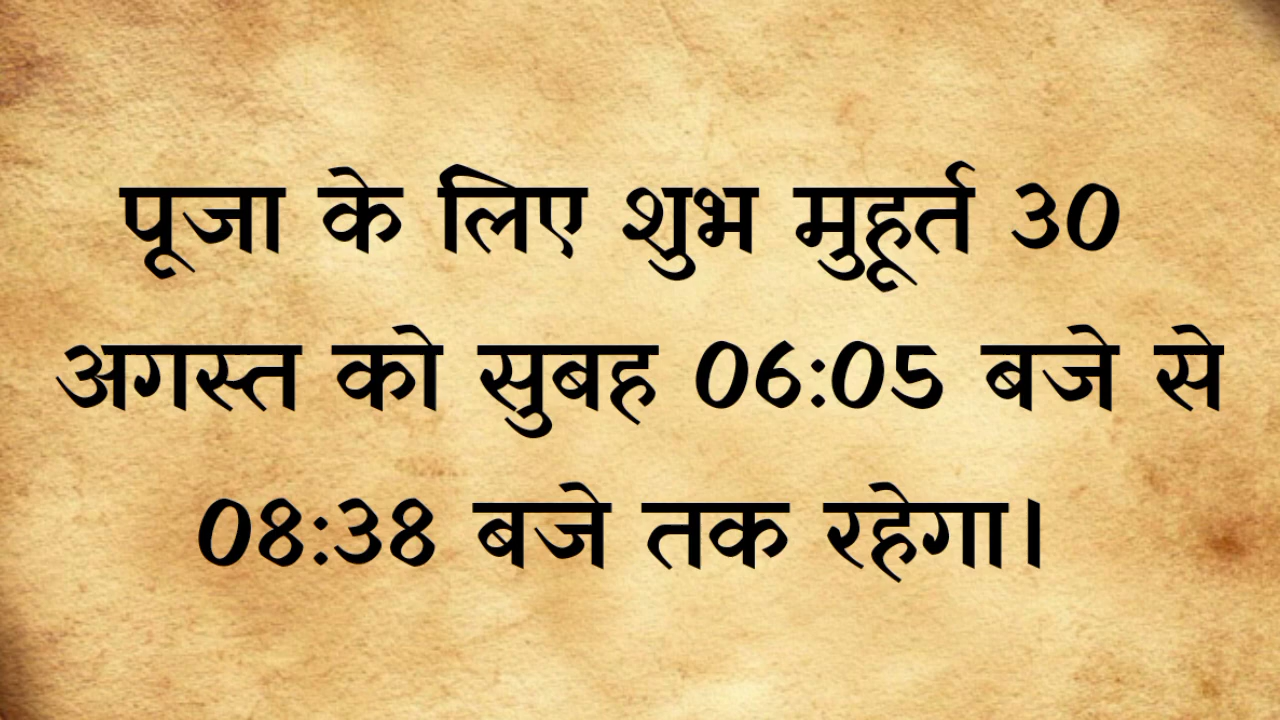 पूजा के लिए शुभ मुहूर्त 30
अगस्त को सुबह 06:05 बजे से
08:38 बजे तक रहेगा।